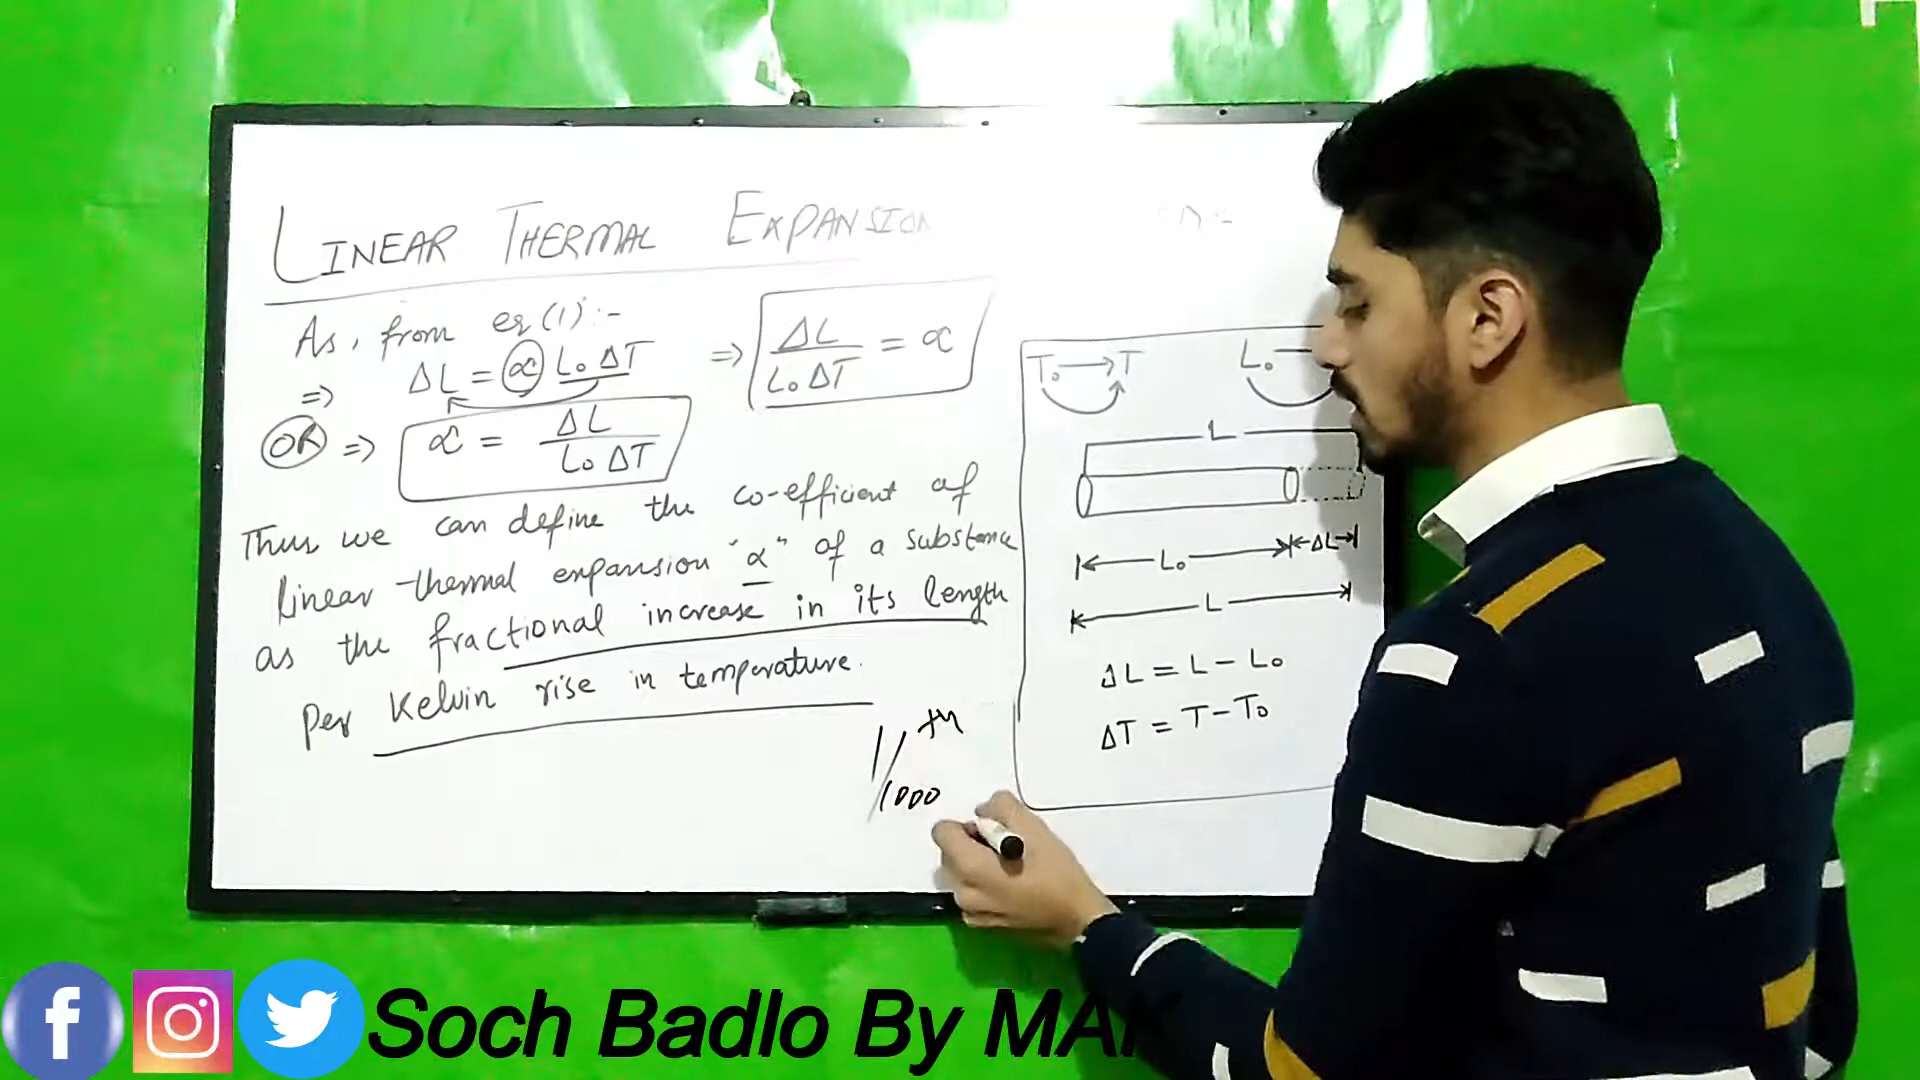 LINEAR THERMAL EXPANSION
As, from eq (1) :-
=> ΔL = ∝ L₀ ΔT => ΔL / L₀ ΔT = ∝
OR => ∝ = ΔL / L₀ ΔT
Thus we can define the co-efficient of
linear thermal expansion "α" of a substance
as the fractional increase in its length
per Kelvin rise in temperature.
1/1000 th
T₀ → T L₀
L
L₀ ΔL
L
ΔL = L - L₀
ΔT = T - T₀
f
Soch Badlo By MAK